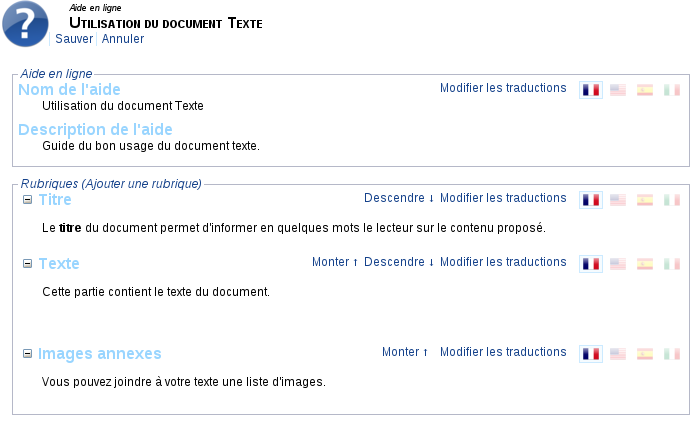 Aide en ligne
Utilisation du document Texte
Sauver Annuler
Aide en ligne
Nom de l'aide Modifier les traductions
Utilisation du document Texte
Description de l'aide
Guide du bon usage du document texte.
Rubriques (Ajouter une rubrique)
Titre Descendre ↓ Modifier les traductions
Le titre du document permet d'informer en quelques mots le lecteur sur le contenu proposé.
Texte Monter ↑ Descendre ↓ Modifier les traductions
Cette partie contient le texte du document.
Images annexes Monter ↑ Modifier les traductions
Vous pouvez joindre à votre texte une liste d'images.